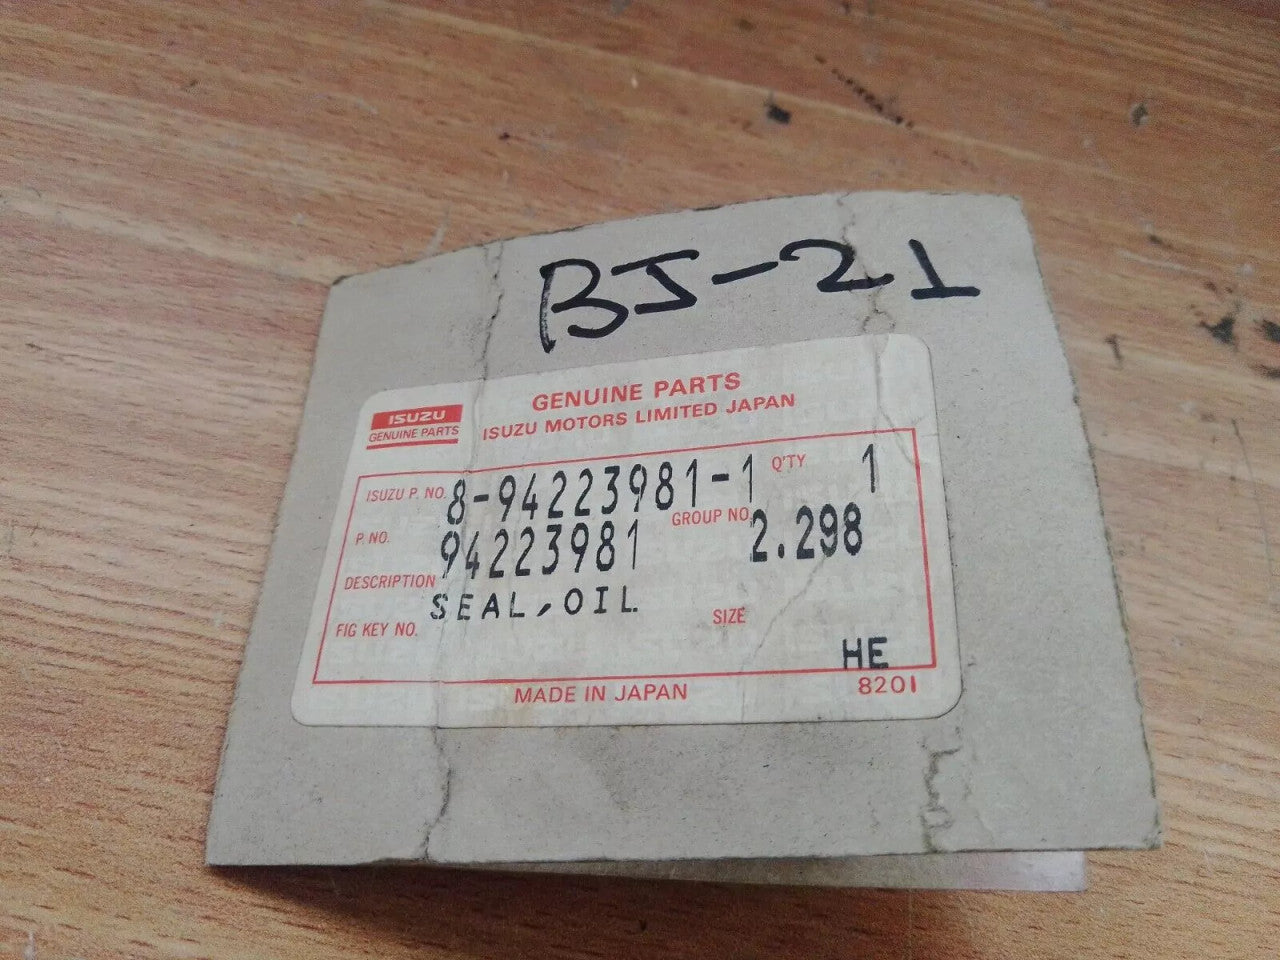 BJ-21
GENUINE PARTS
ISUZU MOTORS LIMITED JAPAN
ISUZU
GENUINE PARTS
ISUZU P. NO. 8-94223981-1 Q'TY 1
P. NO. 94223981 GROUP NO. 2.298
DESCRIPTION SEAL, OIL
FIG KEY NO. SIZE
HE
MADE IN JAPAN 8201